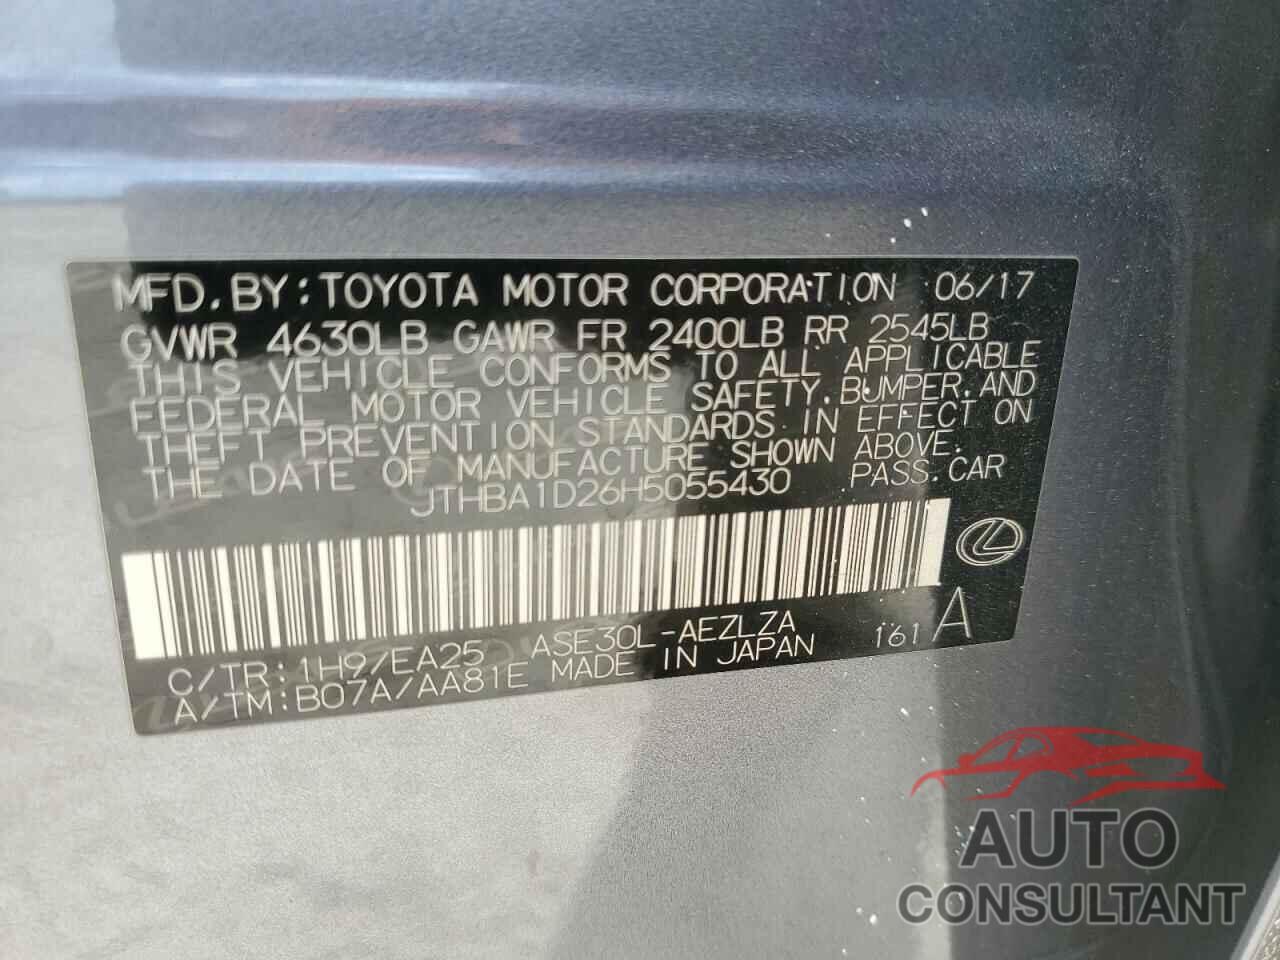 MFD.BY:TOYOTA MOTOR CORPORATION 06/17
GVWR 4630LB GAWR FR 2400LB RR 2545LB
THIS VEHICLE CONFORMS TO ALL APPLICABLE
FEDERAL MOTOR VEHICLE SAFETY,BUMPER,AND
THEFT PREVENTION STANDARDS IN EFFECT ON
THE DATE OF MANUFACTURE SHOWN ABOVE.
JTHBA1D26H5055430 PASS.CAR
C/TR:1H9/EA25 ASE30L-AEZLZA 161 A
A/TM:B07A/AA81E MADE IN JAPAN
AUTO
CONSULTANT